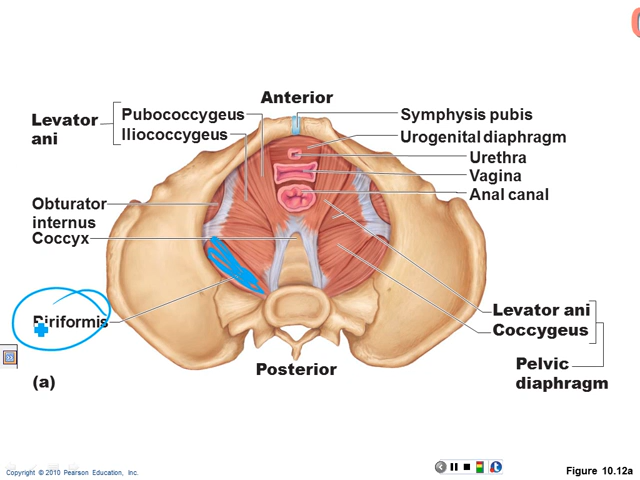 Anterior
Levator
ani
Pubococcygeus
Iliococcygeus
Symphysis pubis
Urogenital diaphragm
Urethra
Vagina
Anal canal
Obturator
internus
Coccyx
Piriformis
Levator ani
Coccygeus
Pelvic
diaphragm
Posterior
(a)
Copyright © 2010 Pearson Education, Inc.
Figure 10.12a